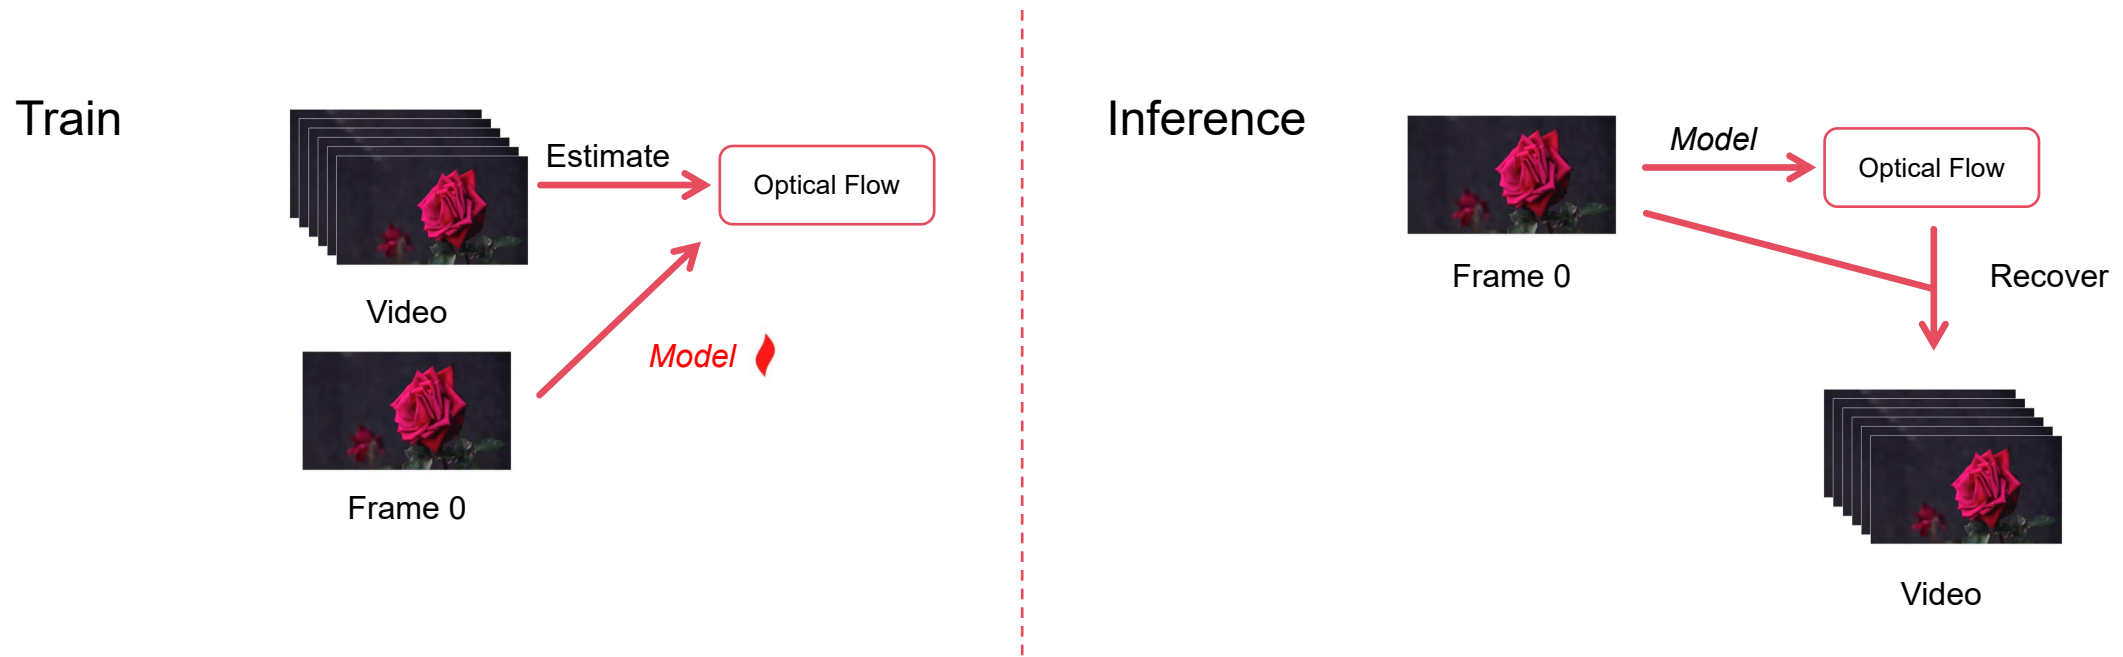 Train
Estimate
Optical Flow
Video
Model
Frame 0
Inference
Model
Optical Flow
Frame 0
Recover
Video